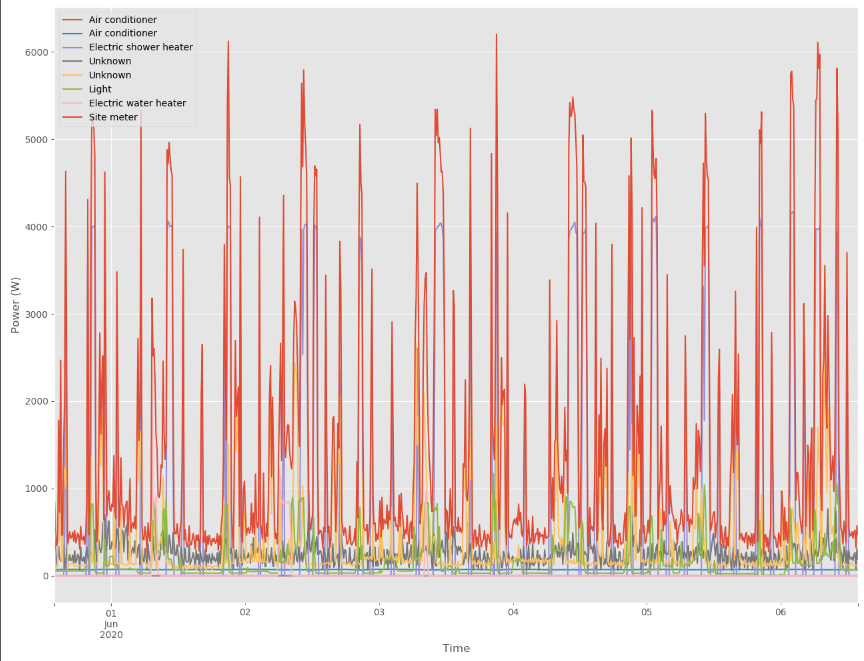 Air conditioner
Air conditioner
Electric shower heater
Unknown
Unknown
Light
Electric water heater
Site meter
Power (W)
6000
5000
4000
3000
2000
1000
0
01 02 03 04 05 06
Jun
2020
Time